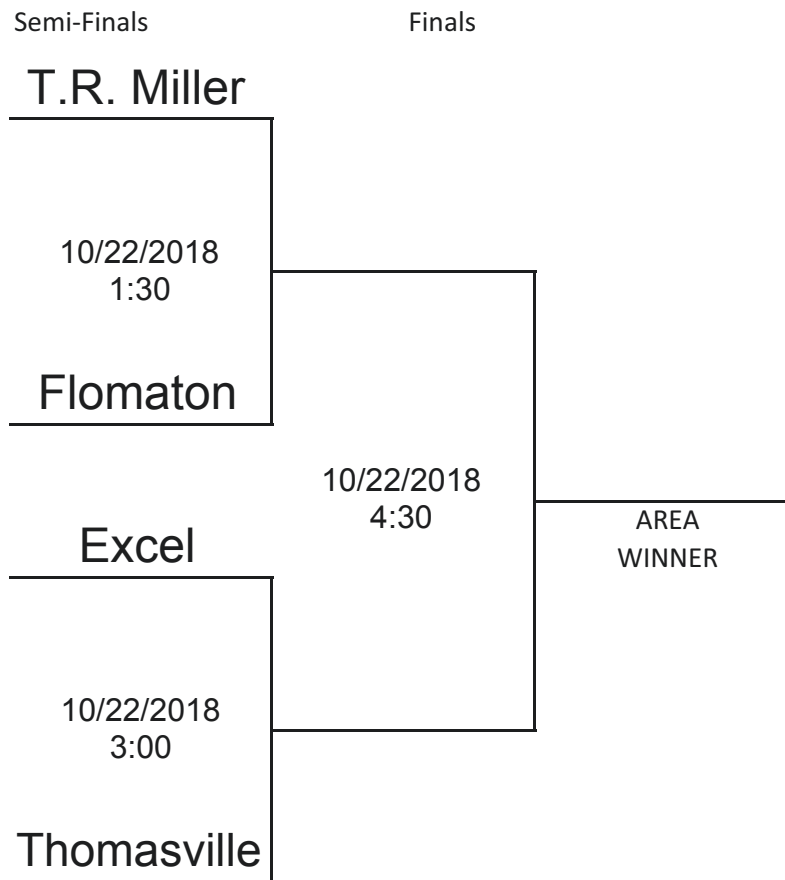 Semi-Finals
Finals
T.R. Miller
10/22/2018
1:30
Flomaton
10/22/2018
4:30
AREA
WINNER
Excel
10/22/2018
3:00
Thomasville